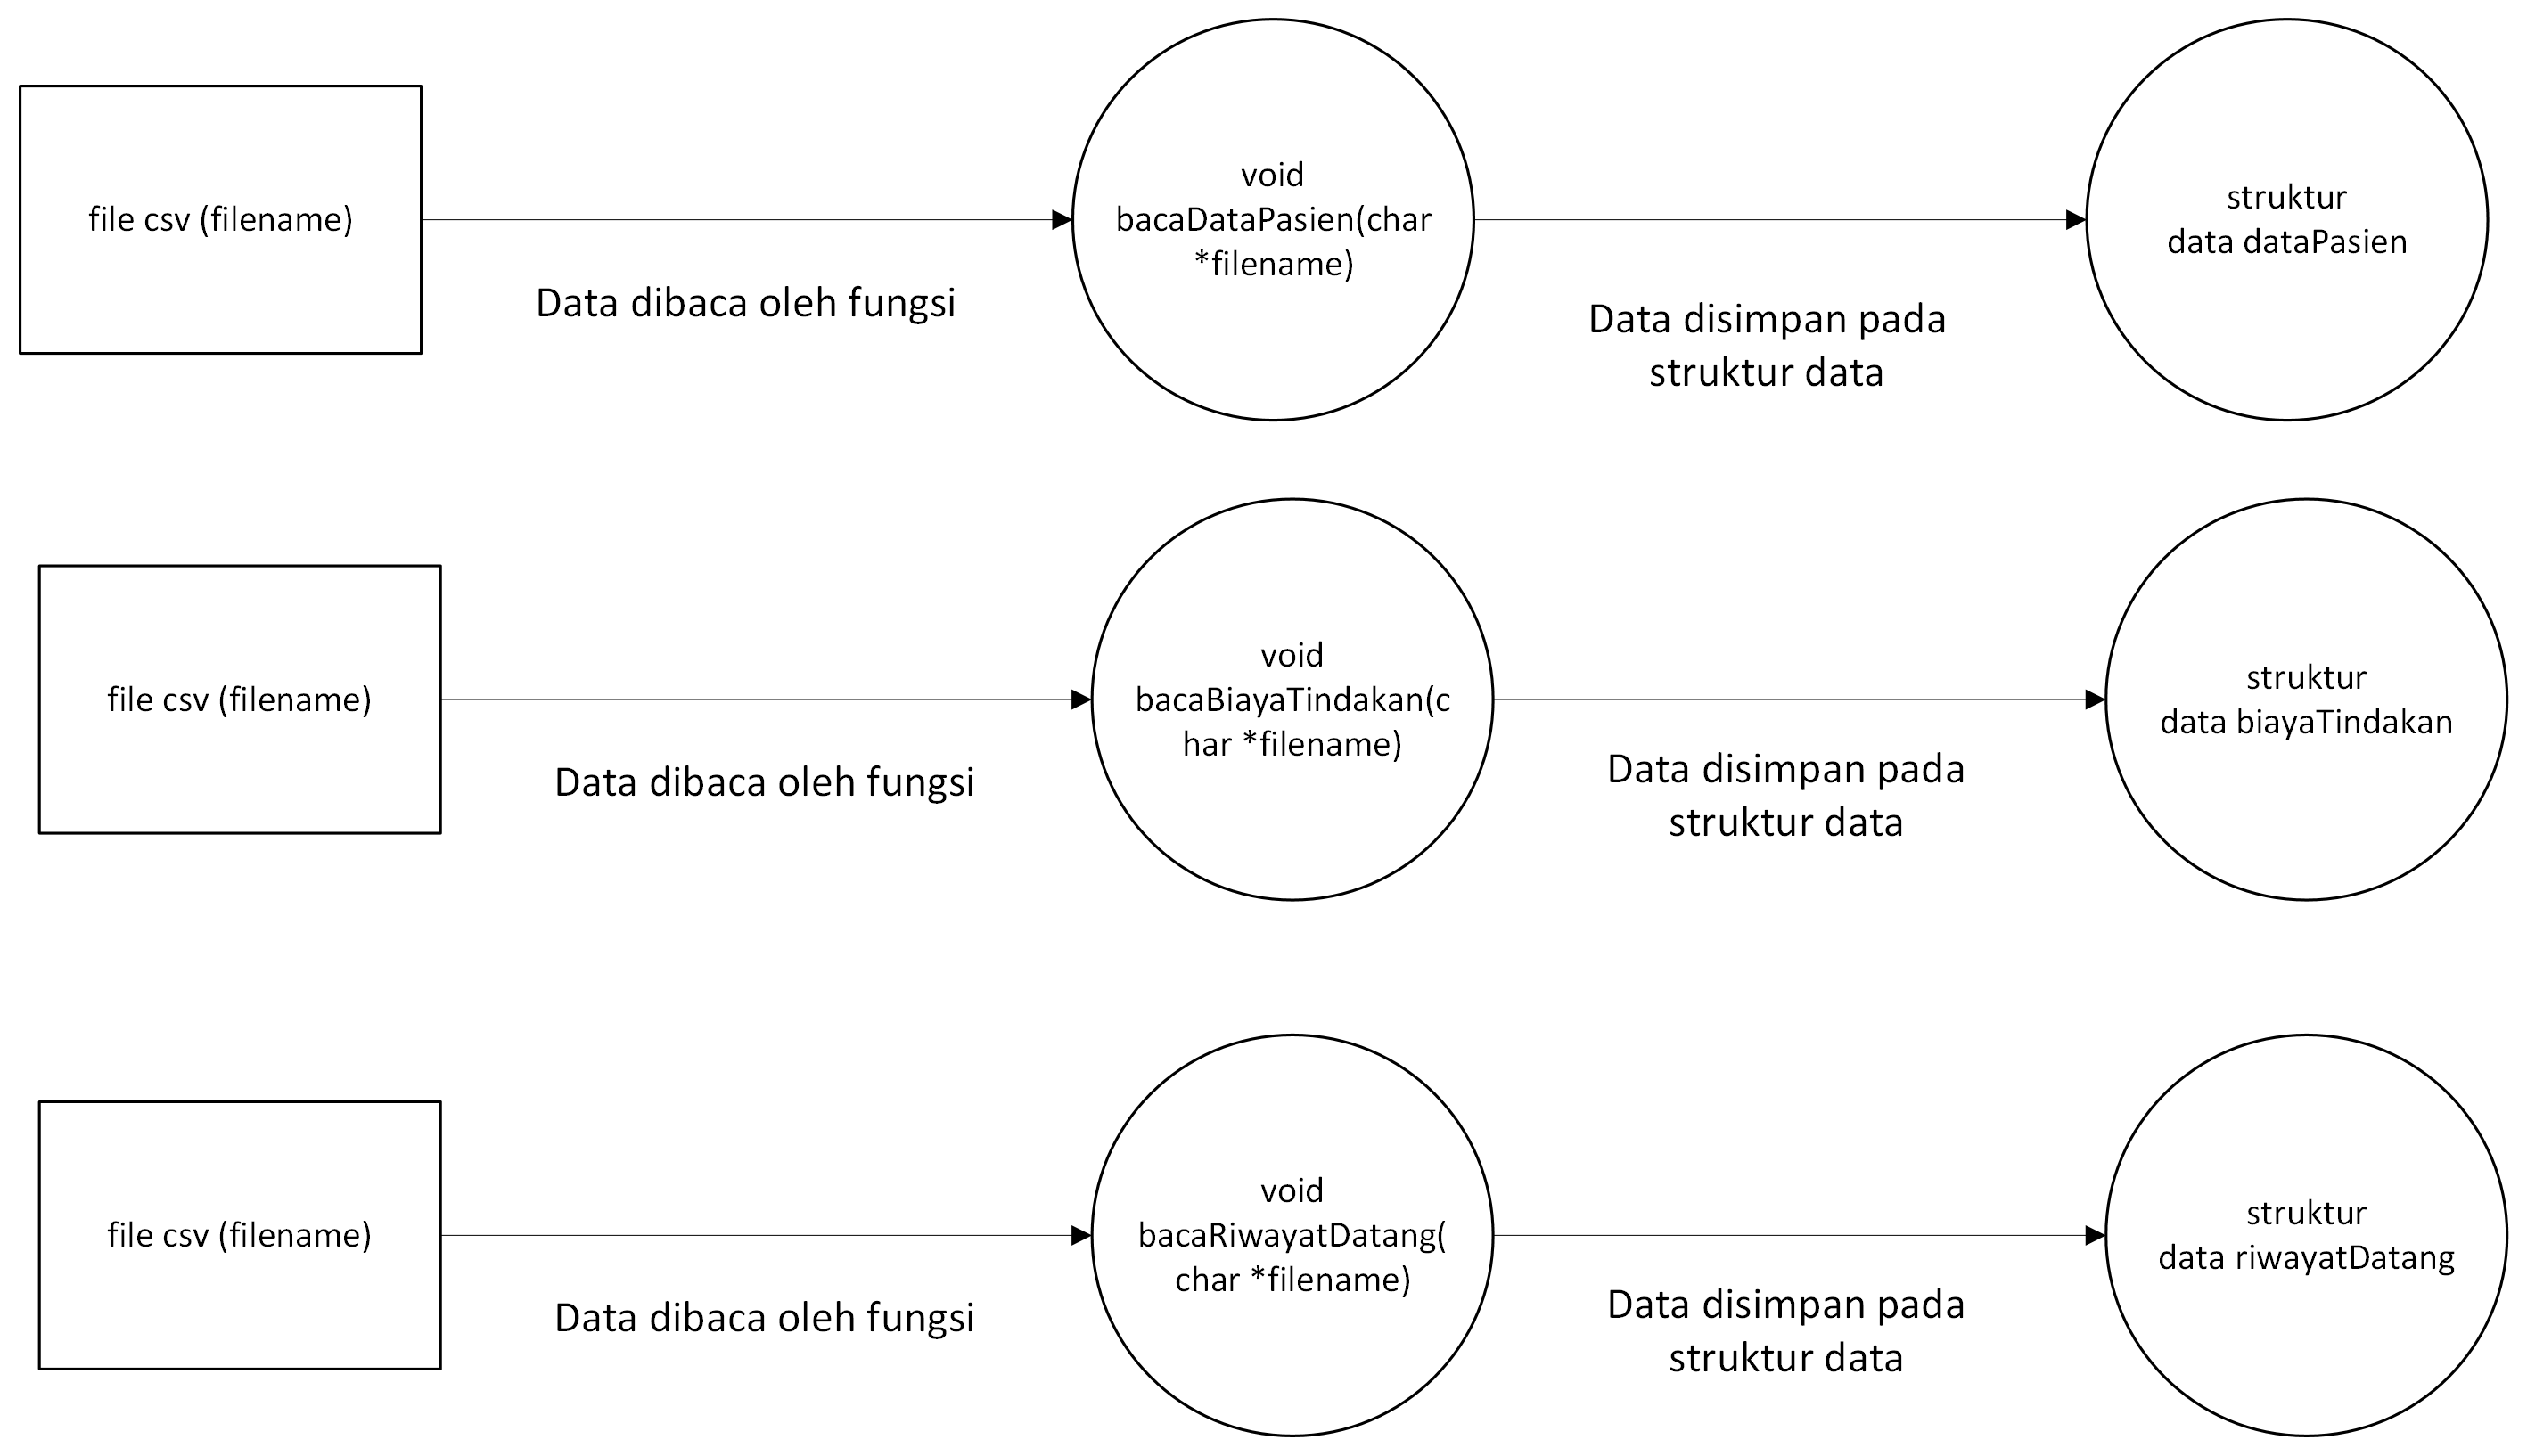 file csv (filename)
Data dibaca oleh fungsi
void
bacaDataPasien(char
*filename)
Data disimpan pada
struktur data
struktur
data dataPasien
file csv (filename)
Data dibaca oleh fungsi
void
bacaBiayaTindakan(c
har *filename)
Data disimpan pada
struktur data
struktur
data biayaTindakan
file csv (filename)
Data dibaca oleh fungsi
void
bacaRiwayatDatang(
char *filename)
Data disimpan pada
struktur data
struktur
data riwayatDatang